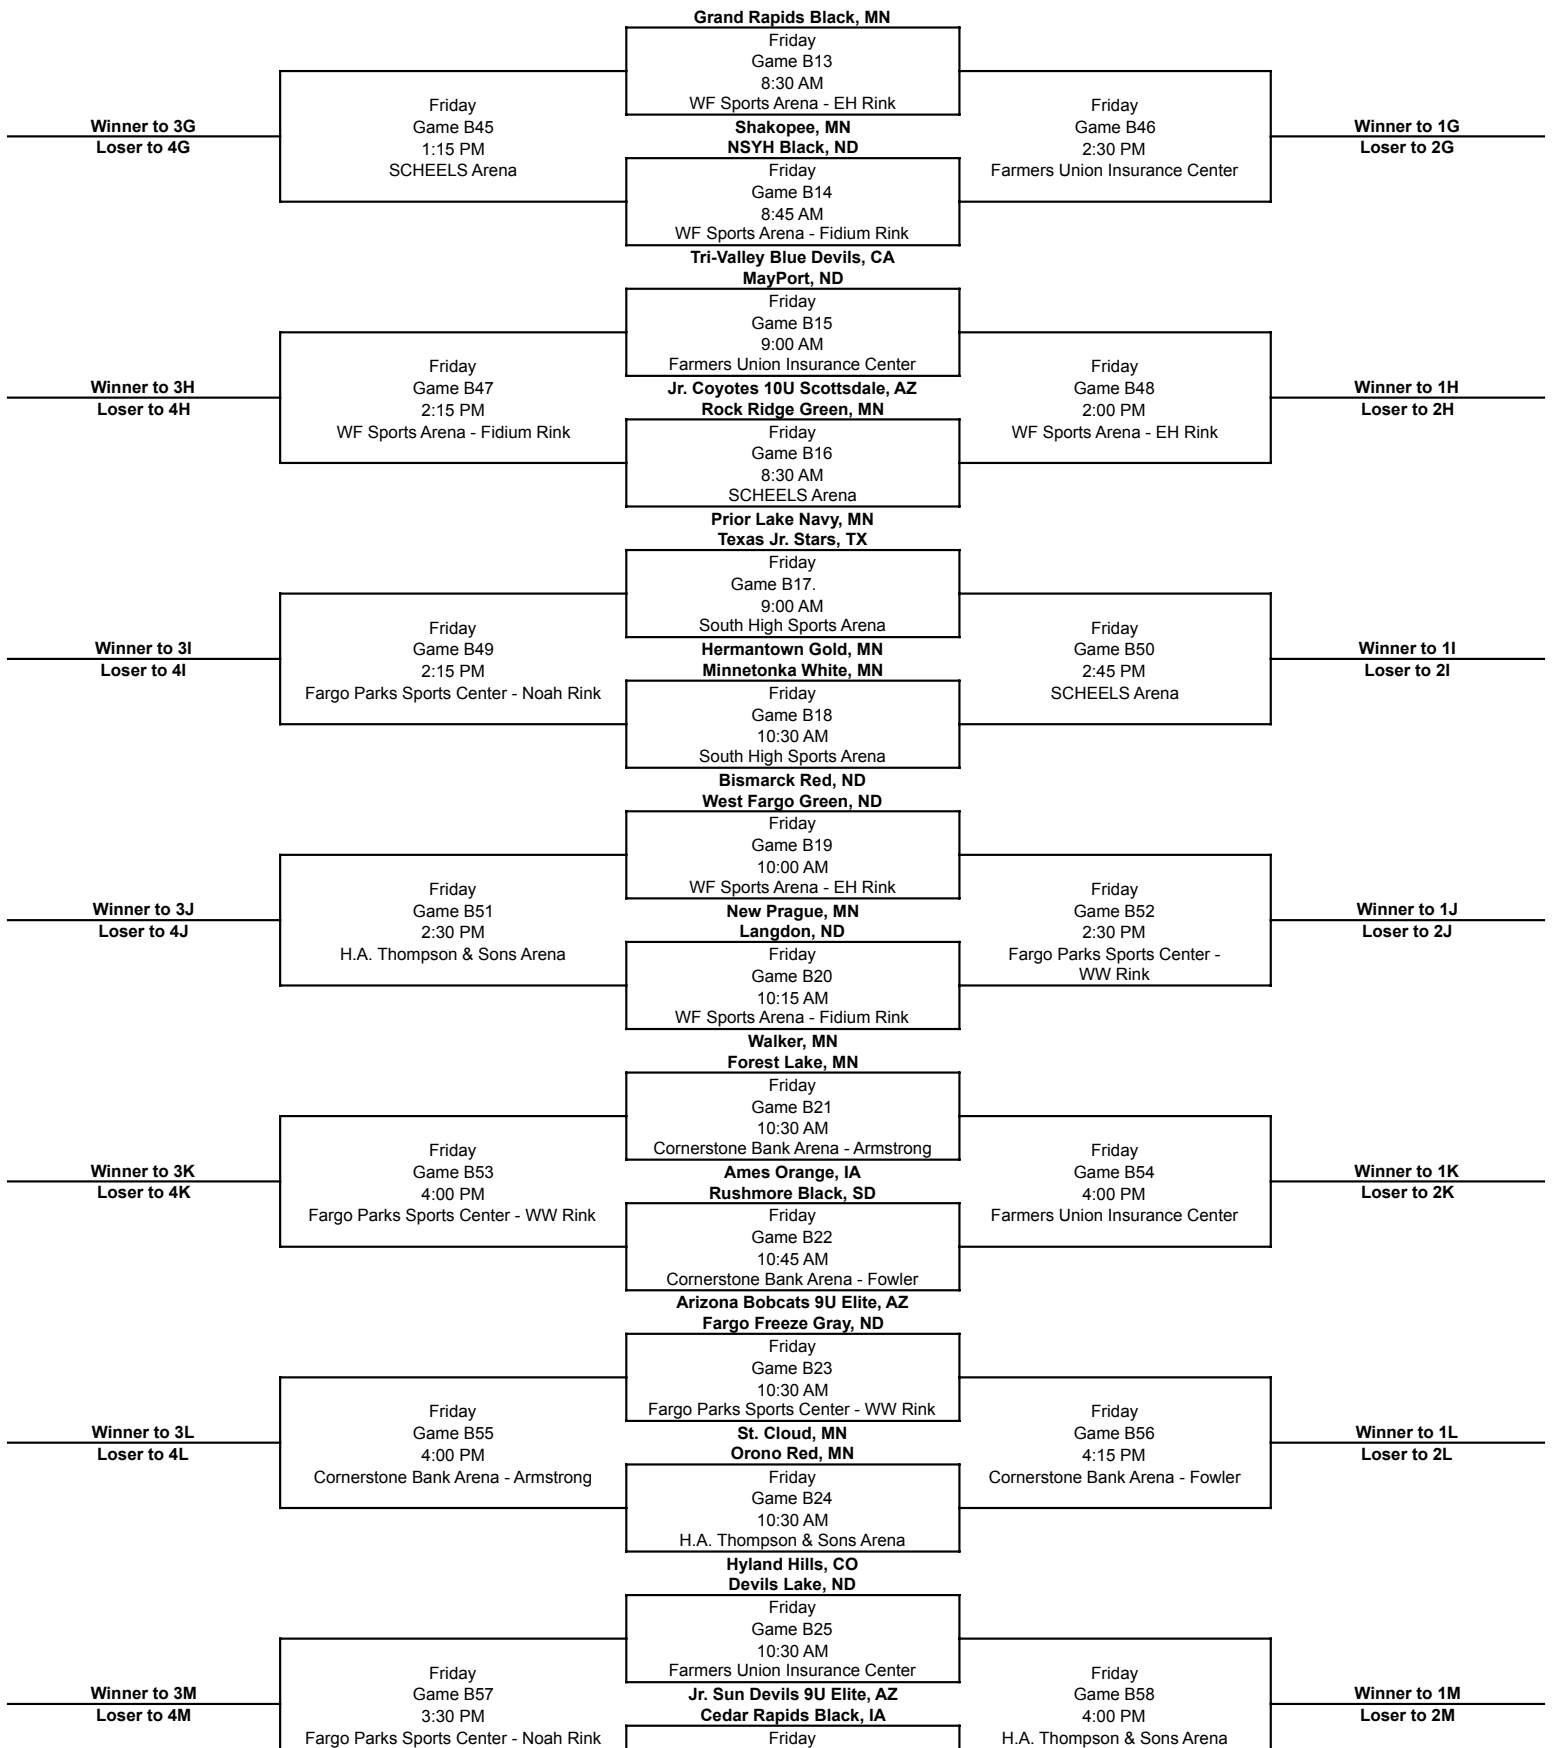 Grand Rapids Black, MN
Friday
Game B13
8:30 AM
WF Sports Arena - EH Rink
Winner to 3G
Loser to 4G
Friday
Game B45
1:15 PM
SCHEELS Arena
Shakopee, MN
NSYH Black, ND
Friday
Game B46
2:30 PM
Farmers Union Insurance Center
Winner to 1G
Loser to 2G
Friday
Game B14
8:45 AM
WF Sports Arena - Fidium Rink
Tri-Valley Blue Devils, CA
MayPort, ND
Friday
Game B15
9:00 AM
Farmers Union Insurance Center
Winner to 3H
Loser to 4H
Friday
Game B47
2:15 PM
WF Sports Arena - Fidium Rink
Jr. Coyotes 10U Scottsdale, AZ
Rock Ridge Green, MN
Friday
Game B48
2:00 PM
WF Sports Arena - EH Rink
Winner to 1H
Loser to 2H
Friday
Game B16
8:30 AM
SCHEELS Arena
Prior Lake Navy, MN
Texas Jr. Stars, TX
Friday
Game B17.
9:00 AM
South High Sports Arena
Winner to 3I
Loser to 4I
Friday
Game B49
2:15 PM
Fargo Parks Sports Center - Noah Rink
Hermantown Gold, MN
Minnetonka White, MN
Friday
Game B50
2:45 PM
SCHEELS Arena
Winner to 1I
Loser to 2I
Friday
Game B18
10:30 AM
South High Sports Arena
Bismarck Red, ND
West Fargo Green, ND
Friday
Game B19
10:00 AM
WF Sports Arena - EH Rink
Winner to 3J
Loser to 4J
Friday
Game B51
2:30 PM
H.A. Thompson & Sons Arena
New Prague, MN
Langdon, ND
Friday
Game B52
2:30 PM
Fargo Parks Sports Center -
WW Rink
Winner to 1J
Loser to 2J
Friday
Game B20
10:15 AM
WF Sports Arena - Fidium Rink
Walker, MN
Forest Lake, MN
Friday
Game B21
10:30 AM
Cornerstone Bank Arena - Armstrong
Winner to 3K
Loser to 4K
Friday
Game B53
4:00 PM
Fargo Parks Sports Center - WW Rink
Ames Orange, IA
Rushmore Black, SD
Friday
Game B54
4:00 PM
Farmers Union Insurance Center
Winner to 1K
Loser to 2K
Friday
Game B22
10:45 AM
Cornerstone Bank Arena - Fowler
Arizona Bobcats 9U Elite, AZ
Fargo Freeze Gray, ND
Friday
Game B23
10:30 AM
Fargo Parks Sports Center - WW Rink
Winner to 3L
Loser to 4L
Friday
Game B55
4:00 PM
Cornerstone Bank Arena - Armstrong
St. Cloud, MN
Orono Red, MN
Friday
Game B56
4:15 PM
Cornerstone Bank Arena - Fowler
Winner to 1L
Loser to 2L
Friday
Game B24
10:30 AM
H.A. Thompson & Sons Arena
Hyland Hills, CO
Devils Lake, ND
Friday
Game B25
10:30 AM
Farmers Union Insurance Center
Winner to 3M
Loser to 4M
Friday
Game B57
3:30 PM
Fargo Parks Sports Center - Noah Rink
Jr. Sun Devils 9U Elite, AZ
Cedar Rapids Black, IA
Friday
Friday
Game B58
4:00 PM
H.A. Thompson & Sons Arena
Winner to 1M
Loser to 2M